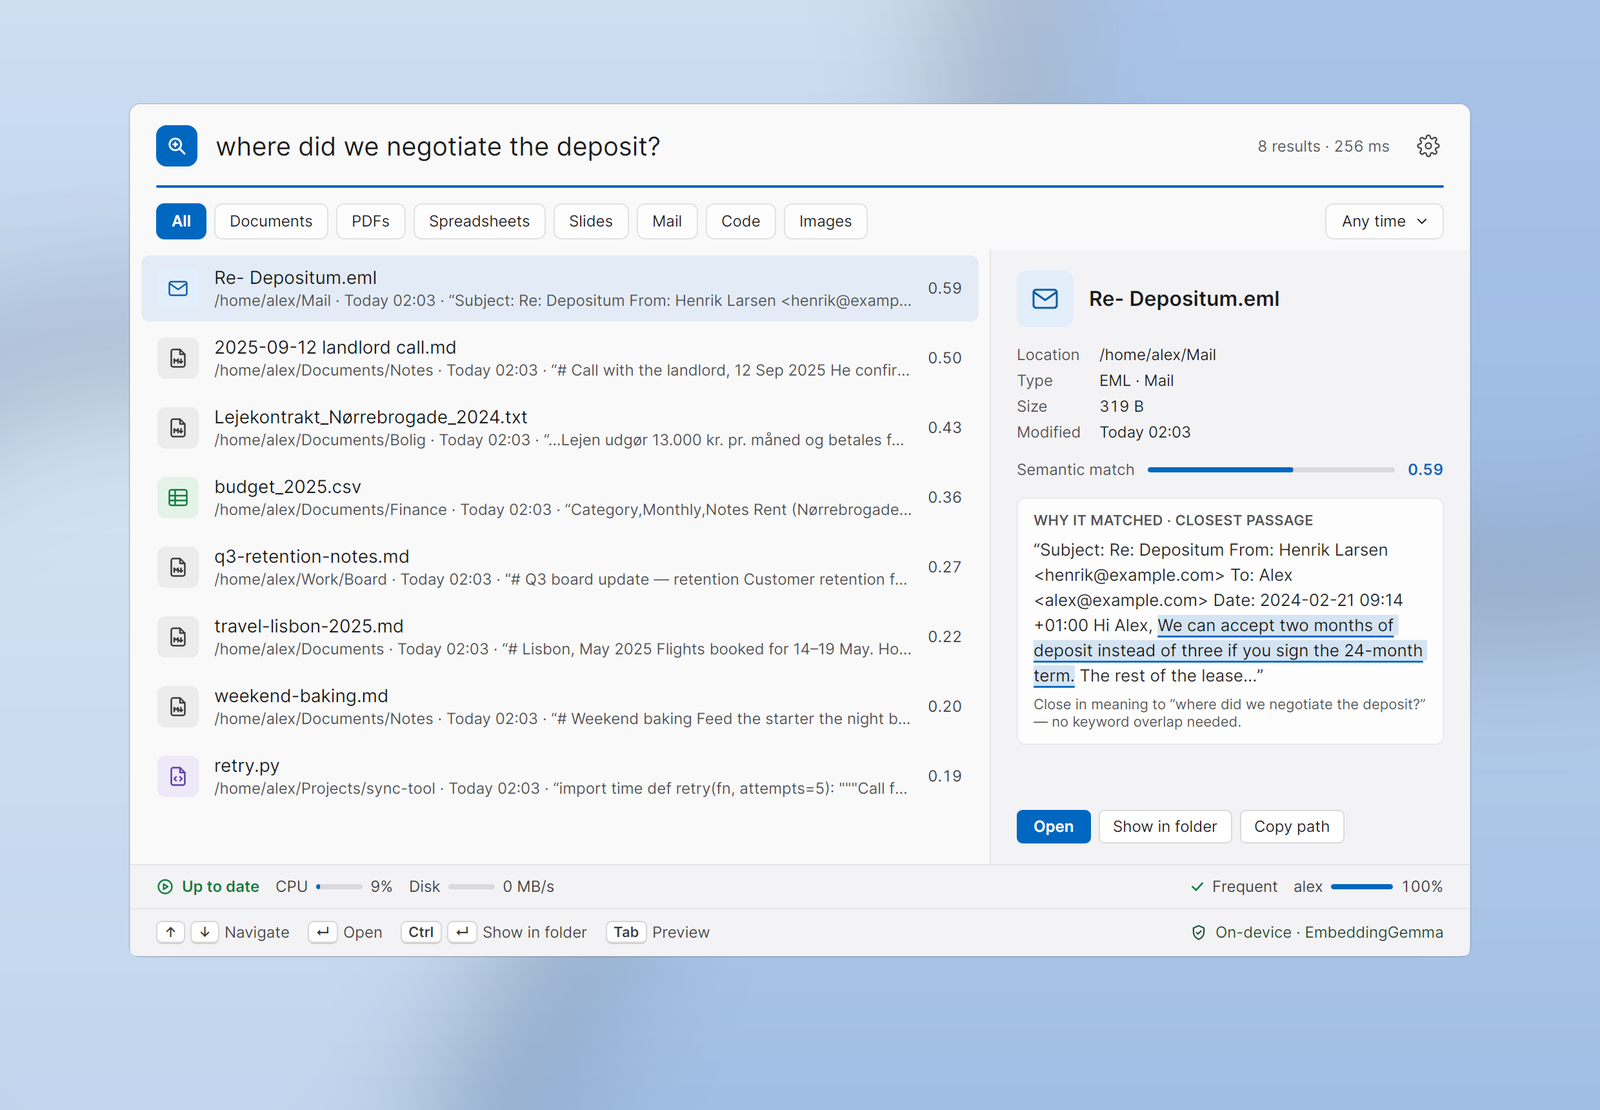 where did we negotiate the deposit?
8 results · 256 ms
All
Documents
PDFs
Spreadsheets
Slides
Mail
Code
Images
Any time
Re- Depositum.eml
/home/alex/Mail · Today 02:03 · “Subject: Re: Depositum From: Henrik Larsen <henrik@examp...
0.59
2025-09-12 landlord call.md
/home/alex/Documents/Notes · Today 02:03 · “# Call with the landlord, 12 Sep 2025 He confir...
0.50
Lejekontrakt_Nørrebrogade_2024.txt
/home/alex/Documents/Bolig · Today 02:03 · “...Lejen udgør 13.000 kr. pr. måned og betales f...
0.43
budget_2025.csv
/home/alex/Documents/Finance · Today 02:03 · “Category,Monthly,Notes Rent (Nørrebrogade...
0.36
q3-retention-notes.md
/home/alex/Work/Board · Today 02:03 · “# Q3 board update — retention Customer retention f...
0.27
travel-lisbon-2025.md
/home/alex/Documents · Today 02:03 · “# Lisbon, May 2025 Flights booked for 14–19 May. Ho...
0.22
weekend-baking.md
/home/alex/Documents/Notes · Today 02:03 · “# Weekend baking Feed the starter the night b...
0.20
retry.py
/home/alex/Projects/sync-tool · Today 02:03 · “import time def retry(fn, attempts=5): """Call f...
0.19
Re- Depositum.eml
Location /home/alex/Mail
Type EML · Mail
Size 319 B
Modified Today 02:03
Semantic match 0.59
WHY IT MATCHED · CLOSEST PASSAGE
“Subject: Re: Depositum From: Henrik Larsen
<henrik@example.com> To: Alex
<alex@example.com> Date: 2024-02-21 09:14
+01:00 Hi Alex, We can accept two months of
deposit instead of three if you sign the 24-month
term. The rest of the lease...”
Close in meaning to “where did we negotiate the deposit?”
— no keyword overlap needed.
Open
Show in folder
Copy path
Up to date CPU 9% Disk 0 MB/s
Frequent alex 100%
↑ ↓ Navigate ↵ Open Ctrl ↵ Show in folder Tab Preview
On-device · EmbeddingGemma